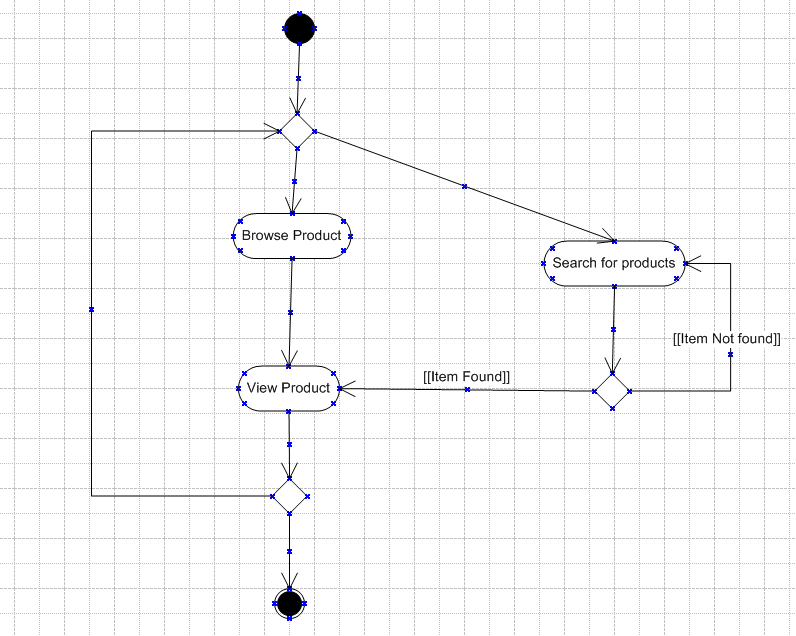 Browse Product
Search for products
[[Item Not found]]
[[Item Found]]
View Product